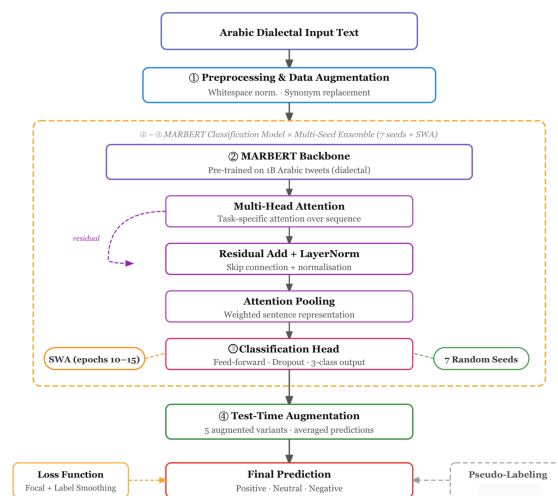 Arabic Dialectal Input Text
① Preprocessing & Data Augmentation
Whitespace norm. · Synonym replacement
② – ③ MARBERT Classification Model × Multi-Seed Ensemble (7 seeds + SWA)
② MARBERT Backbone
Pre-trained on 1B Arabic tweets (dialectal)
Multi-Head Attention
Task-specific attention over sequence
residual
Residual Add + LayerNorm
Skip connection + normalisation
Attention Pooling
Weighted sentence representation
SWA (epochs 10–15)
③Classification Head
Feed-forward · Dropout · 3-class output
7 Random Seeds
④ Test-Time Augmentation
5 augmented variants · averaged predictions
Loss Function
Focal + Label Smoothing
Final Prediction
Positive · Neutral · Negative
Pseudo-Labeling